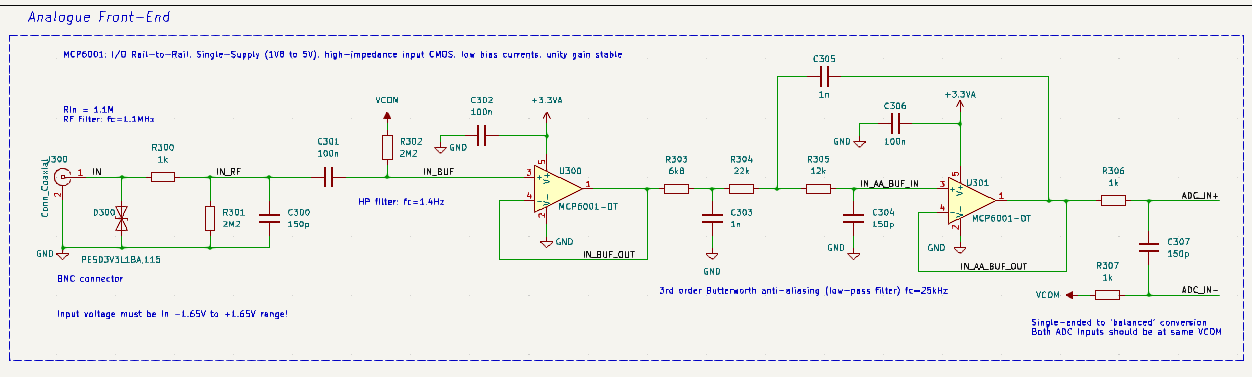 Analogue Front-End
MCP6001: I/O Rail-to-Rail, Single-Supply (1V8 to 5V), high-impedance input CMOS, low bias currents, unity gain stable
Rin = 1.1M
RF Filter: fc=1.1MHz
J300
Conn_Coaxial
1
2
IN
GND
R300
1k
D300
PESD3V3L1BA,115
BNC connector
Input voltage must be in -1.65V to +1.65V range!
IN_RF
R301
2M2
C300
150p
C301
100n
VCOM
R302
2M2
HP filter: fc=1.4Hz
IN_BUF
C302
100n
GND
+3.3VA
U300
MCP6001-OT
3
4
5
2
1
+
-
V+
V-
GND
IN_BUF_OUT
R303
6k8
C303
1n
GND
R304
22k
C305
1n
R305
12k
C304
150p
GND
3rd order Butterworth anti-aliasing (low-pass filter) fc=25kHz
IN_AA_BUF_IN
C306
100n
GND
+3.3VA
U301
MCP6001-OT
3
4
5
2
1
+
-
V+
V-
GND
IN_AA_BUF_OUT
R306
1k
ADC_IN+
C307
150p
R307
1k
VCOM
ADC_IN-
Single-ended to 'balanced' conversion
Both ADC inputs should be at same VCOM